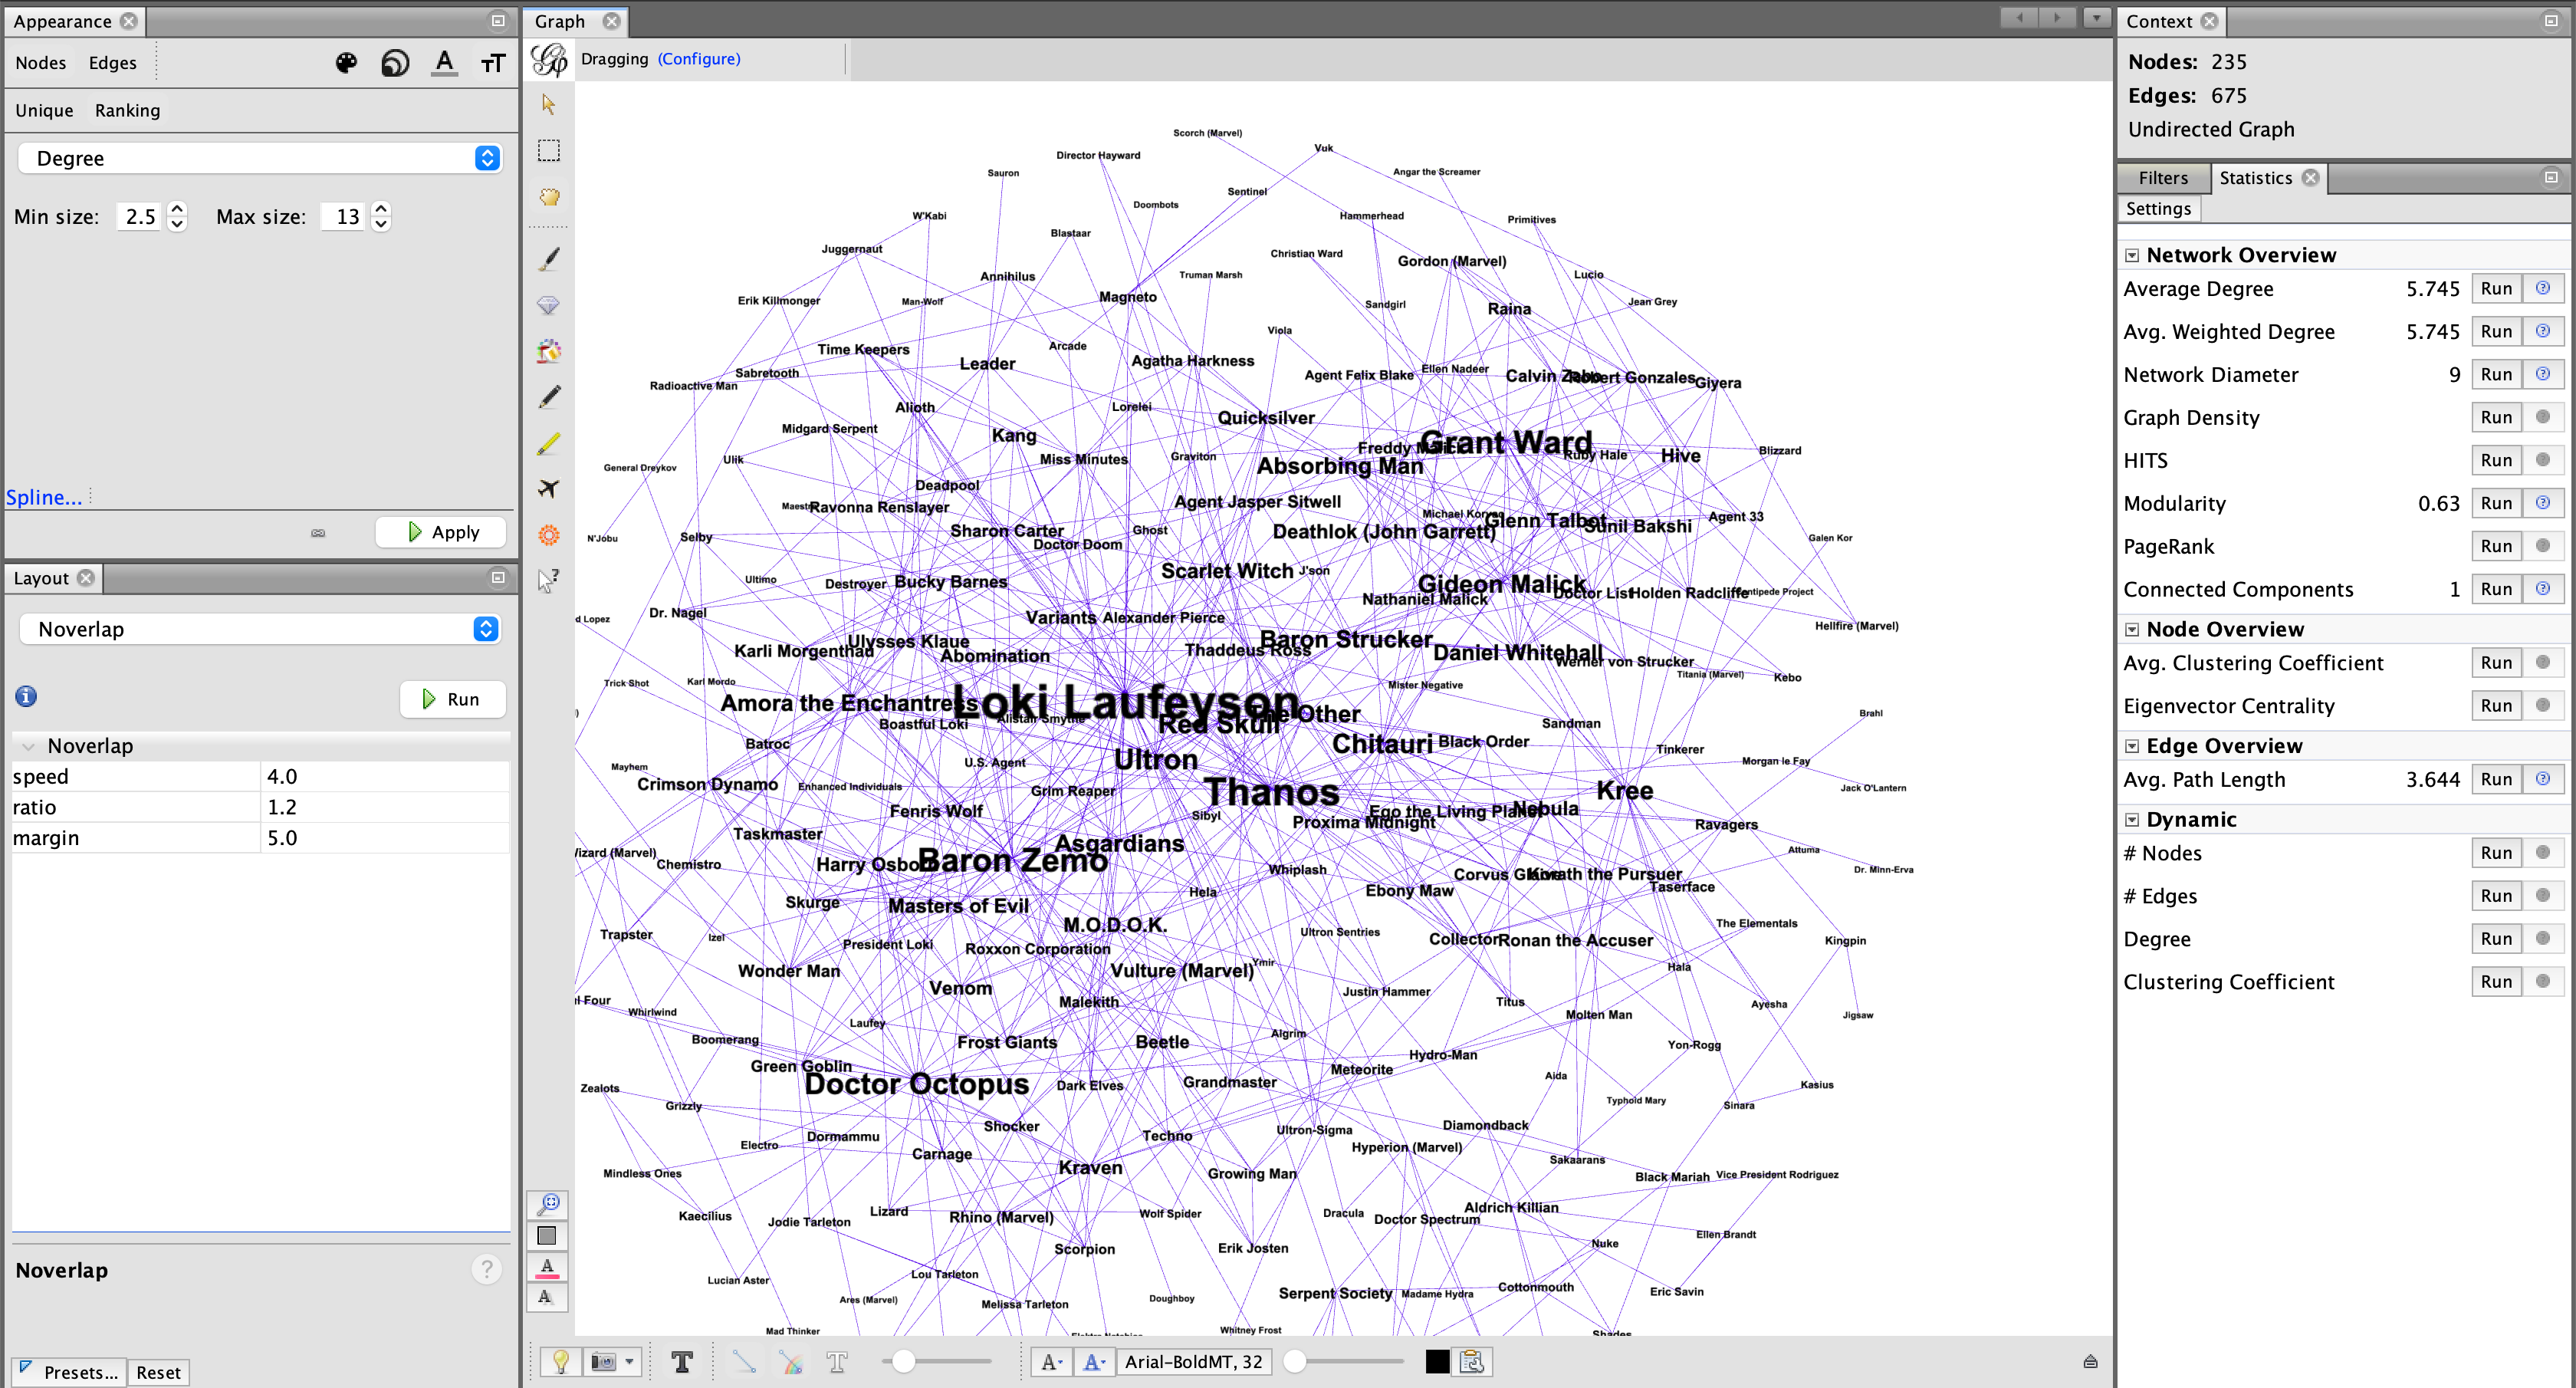 Appearance
Nodes Edges
Unique Ranking
Degree
Min size: 2.5 Max size: 13
Spline...
Apply
Layout
Noverlap
Run
Noverlap
speed 4.0
ratio 1.2
margin 5.0
Noverlap
Presets... Reset
Graph
Dragging (Configure)
Scorch (Marvel)
Vuk
Director Hayward
Sauron
Angar the Screamer
Sentinel
Doombots
W'Kabi
Hammerhead
Primitives
Blastaar
Juggernaut
Christian Ward
Gordon (Marvel)
Annihilus
Truman Marsh
Lucio
Erik Killmonger
Man-Wolf
Magneto
Sandgirl
Raina
Jean Grey
Viola
Time Keepers
Arcade
Leader
Agatha Harkness
Sabretooth
Agent Felix Blake
Ellen Nadeer
Calvin Zabo
Robert Gonzales
Giyera
Radioactive Man
Alioth
Lorelei
Quicksilver
Midgard Serpent
Kang
Grant Ward
Freddy Malick
Ruby Hale
Hive
Blizzard
Ulik
Miss Minutes
Graviton
Absorbing Man
General Dreykov
Deadpool
Ravonna Renslayer
Agent Jasper Sitwell
Michael Koryag
Glenn Talbot
Sunil Bakshi
Agent 33
N'Jobu
Selby
Sharon Carter
Doctor Doom
Ghost
Deathlok (John Garrett)
Galen Kor
Ultimo
Destroyer
Bucky Barnes
Scarlet Witch
J'son
Gideon Malick
Nathaniel Malick
Doctor List
Holden Radcliffe
Centipede Project
d Lopez
Dr. Nagel
Variants
Alexander Pierce
Hellfire (Marvel)
Karli Morgenthau
Ulysses Klaue
Abomination
Thaddeus Ross
Baron Strucker
Daniel Whitehall
Werner von Strucker
Titania (Marvel)
Kebo
Trick Shot
Karl Mordo
Mister Negative
Amora the Enchantress
Loki Laufeyson
Boastful Loki
Alistair Smythe
Red Skull
The Other
Sandman
Brahl
Batroc
Chitauri
Black Order
Tinkerer
Mayhem
U.S. Agent
Ultron
Morgan le Fay
Crimson Dynamo
Enhanced Individuals
Grim Reaper
Thanos
Kree
Jack O'Lantern
Fenris Wolf
Sibyl
Ego the Living Planet
Nebula
Proxima Midnight
Ravagers
Taskmaster
Asgardians
Wizard (Marvel)
Chemistro
Harry Osborn
Baron Zemo
Whiplash
Attuma
Corvus Glaive
Korath the Pursuer
Taserface
Dr. Minn-Erva
Skurge
Masters of Evil
Hela
Ebony Maw
Trapster
Izel
President Loki
Roxxon Corporation
M.O.D.O.K.
Ultron Sentries
Collector
Ronan the Accuser
The Elementals
Kingpin
Wonder Man
Vulture (Marvel)
Ymir
Hala
Venom
Malekith
Justin Hammer
Titus
Ayesha
l Four
Whirlwind
Laufey
Molten Man
Jigsaw
Boomerang
Frost Giants
Beetle
Algrim
Hydro-Man
Yon-Rogg
Green Goblin
Doctor Octopus
Dark Elves
Grandmaster
Meteorite
Aida
Kasius
Zealots
Grizzly
Typhoid Mary
Sinara
Shocker
Diamondback
Electro
Dormammu
Techno
Ultron-Sigma
Hyperion (Marvel)
Carnage
Kraven
Growing Man
Sakaarans
Black Mariah
Vice President Rodriguez
Mindless Ones
Kaecilius
Jodie Tarleton
Lizard
Rhino (Marvel)
Wolf Spider
Dracula
Doctor Spectrum
Aldrich Killian
Scorpion
Erik Josten
Nuke
Ellen Brandt
Lucian Aster
Lou Tarleton
Ares (Marvel)
Melissa Tarleton
Doughboy
Serpent Society
Madame Hydra
Cottonmouth
Eric Savin
Mad Thinker
Whitney Frost
Shades
Arial-BoldMT, 32
Context
Nodes: 235
Edges: 675
Undirected Graph
Filters Statistics
Settings
Network Overview
Average Degree 5.745 Run
Avg. Weighted Degree 5.745 Run
Network Diameter 9 Run
Graph Density Run
HITS Run
Modularity 0.63 Run
PageRank Run
Connected Components 1 Run
Node Overview
Avg. Clustering Coefficient Run
Eigenvector Centrality Run
Edge Overview
Avg. Path Length 3.644 Run
Dynamic
# Nodes Run
# Edges Run
Degree Run
Clustering Coefficient Run